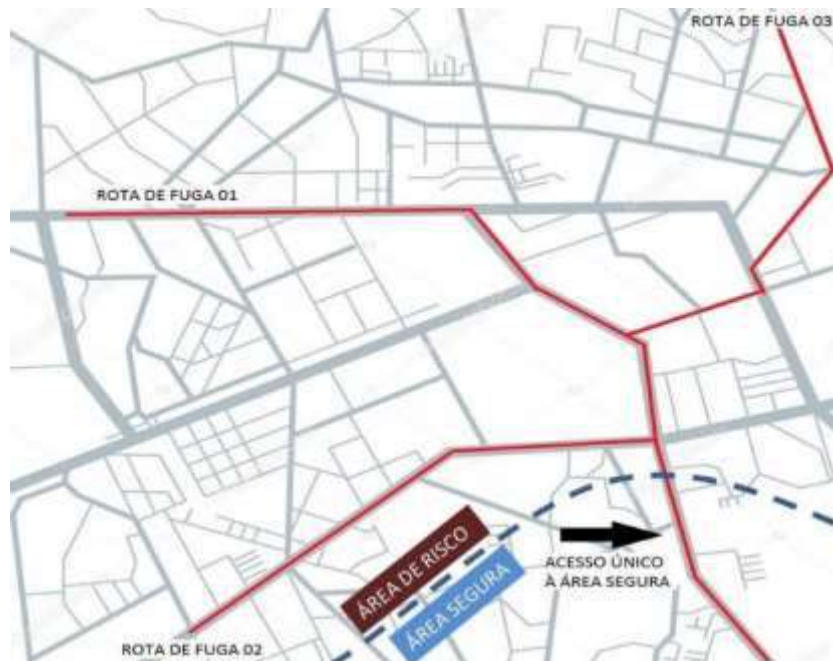 ROTA DE FUGA 03
ROTA DE FUGA 01
ÁREA DE RISCO
ÁREA SEGURA
ACESSO ÚNICO
À ÁREA SEGURA
ROTA DE FUGA 02